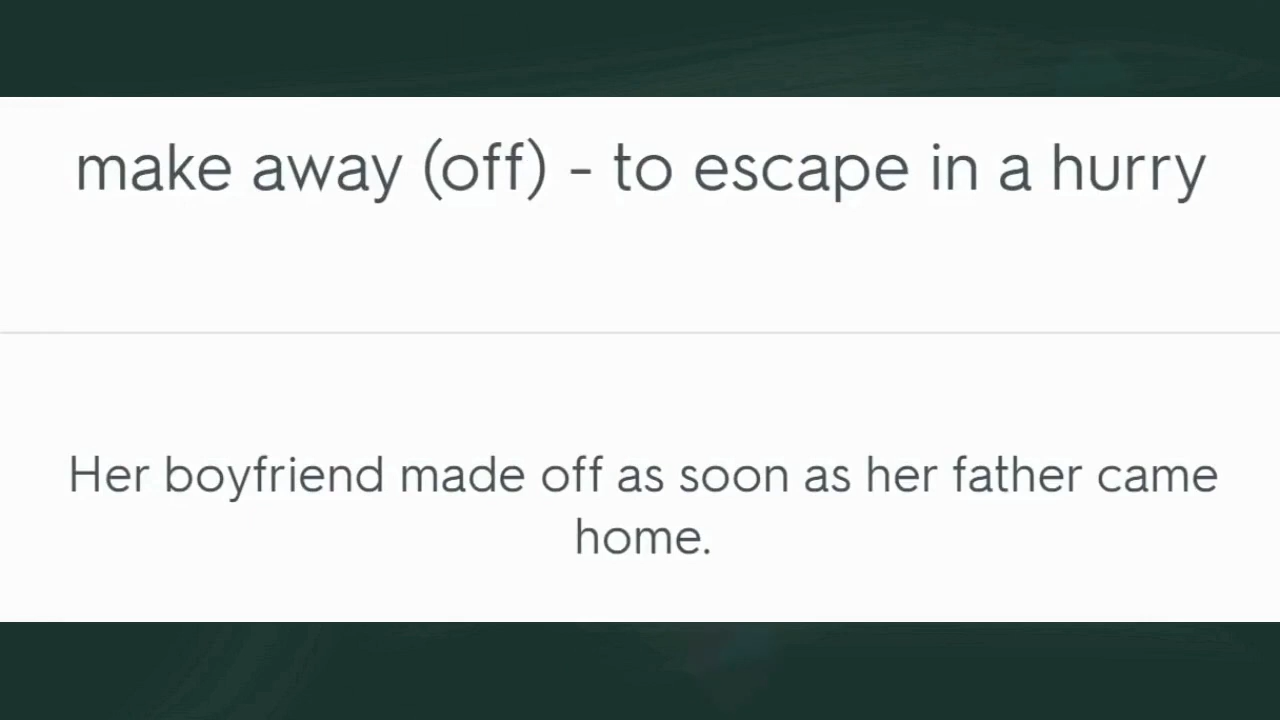 make away (off) - to escape in a hurry
Her boyfriend made off as soon as her father came
home.